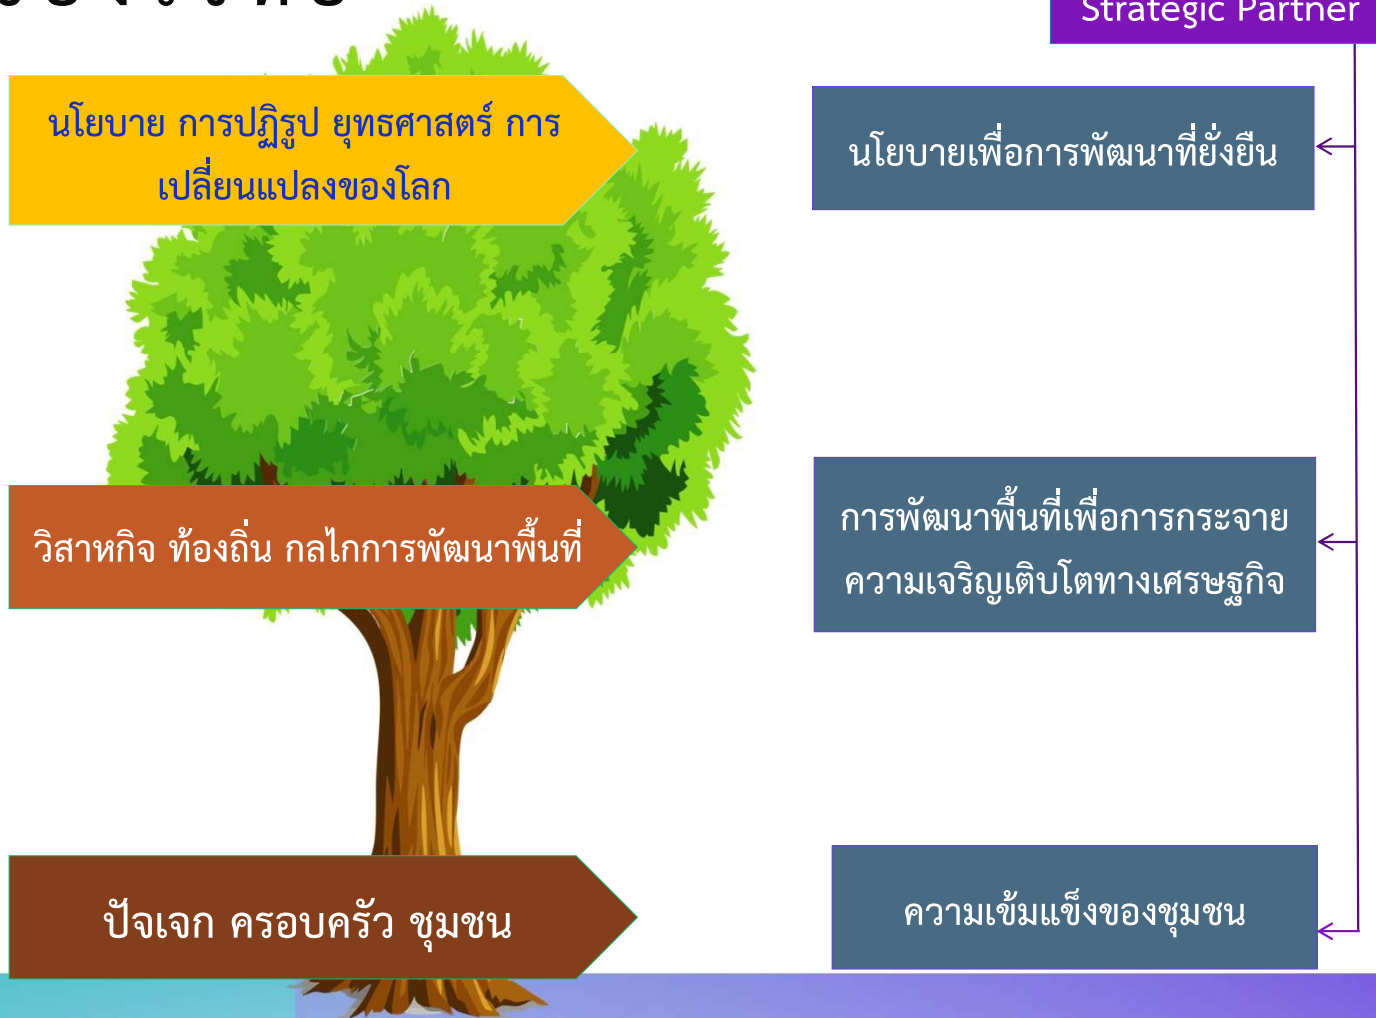 Strategic Partner
นโยบาย การปฏิรูป ยุทธศาสตร์ การ
เปลี่ยนแปลงของโลก
นโยบายเพื่อการพัฒนาที่ยั่งยืน
วิสาหกิจ ท้องถิ่น กลไกการพัฒนาพื้นที่
การพัฒนาพื้นที่เพื่อการกระจาย
ความเจริญเติบโตทางเศรษฐกิจ
ปัจเจก ครอบครัว ชุมชน
ความเข้มแข็งของชุมชน